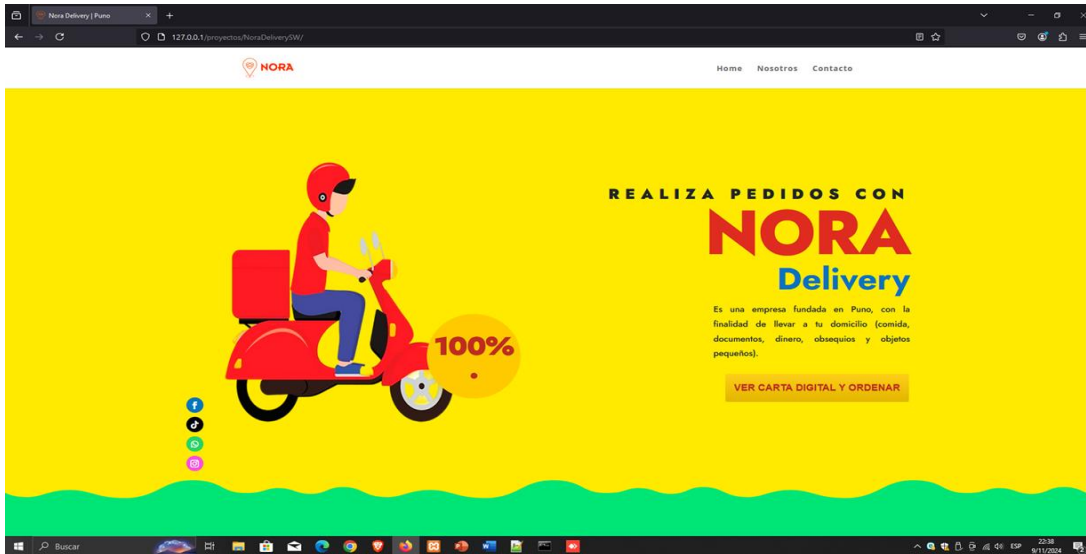 Nora Delivery | Puno
127.0.0.1/proyectos/NoraDeliverySW/
NORA
Home Nosotros Contacto
REALIZA PEDIDOS CON
NORA
Delivery
Es una empresa fundada en Puno, con la
finalidad de llevar a tu domicilio (comida,
documentos, dinero, obsequios y objetos
pequeños).
100%
VER CARTA DIGITAL Y ORDENAR
Buscar
ESP
22:38
9/11/2024